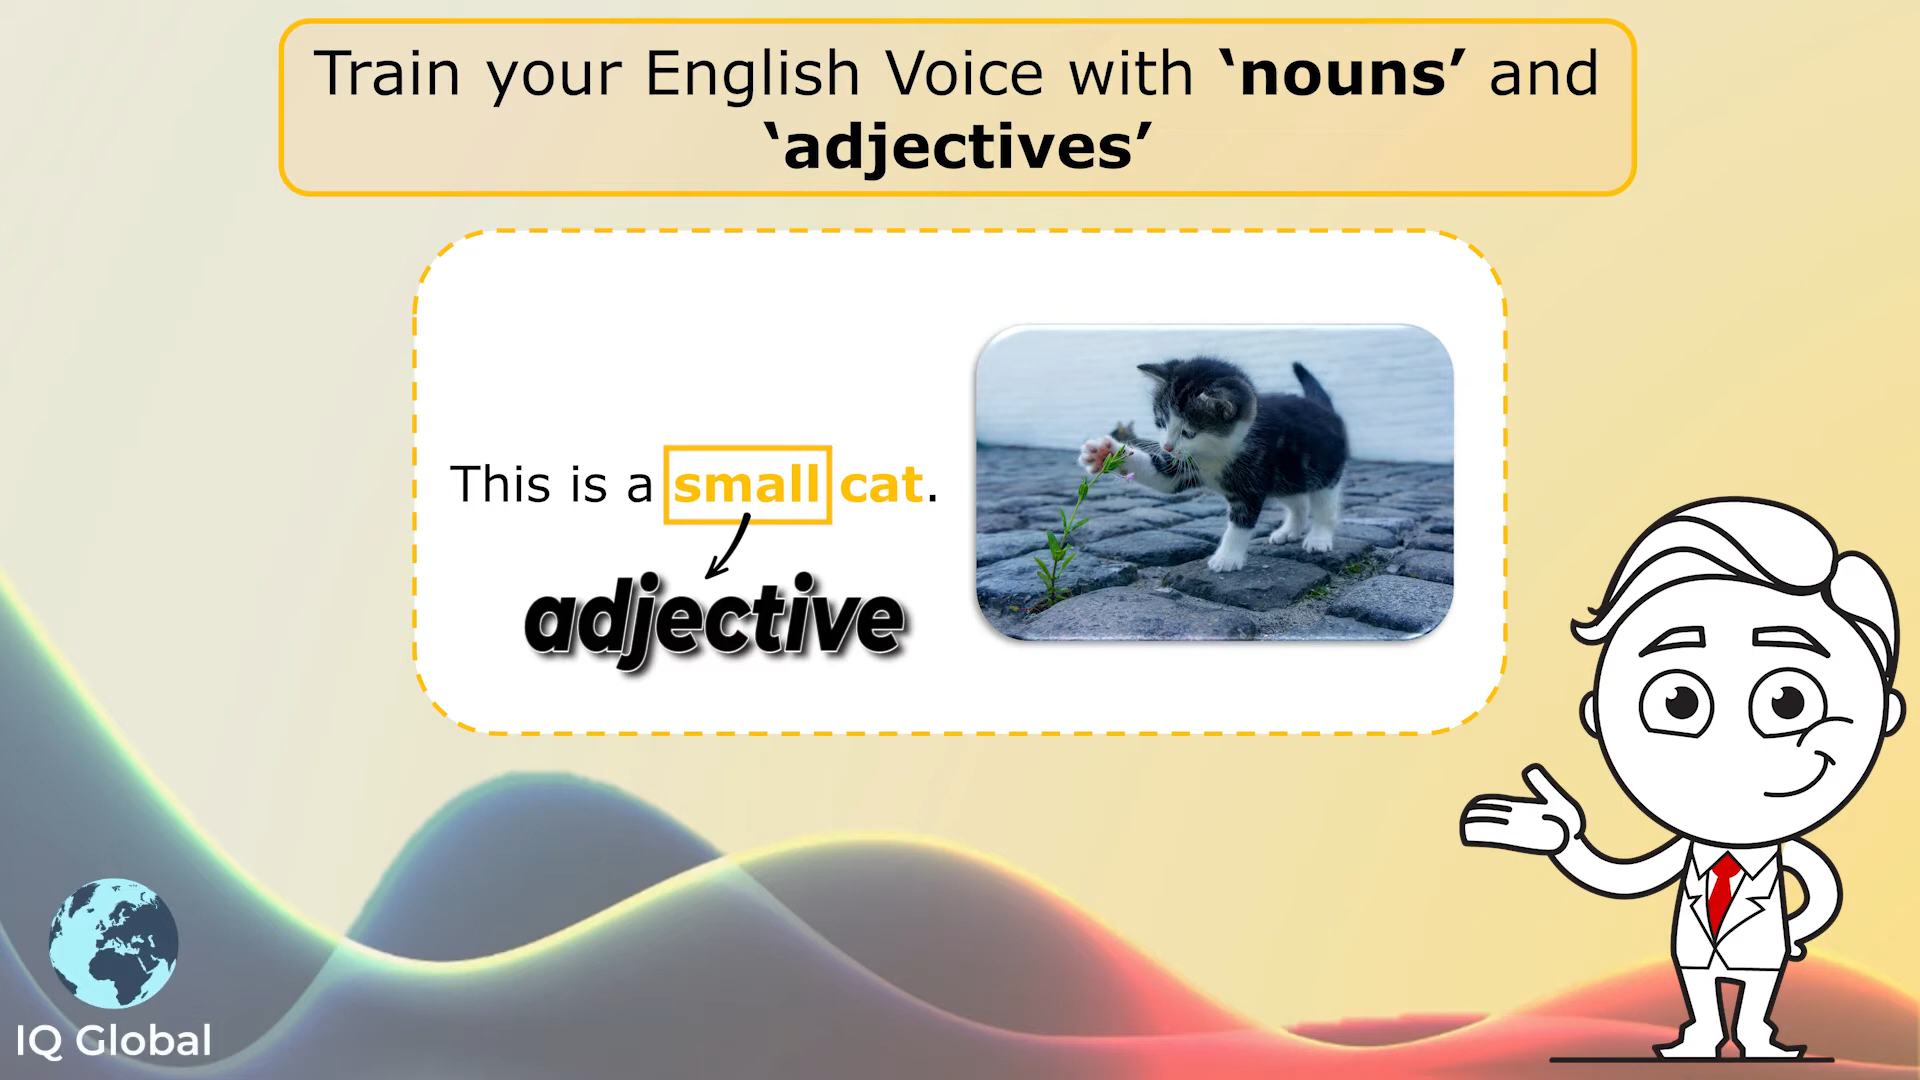 Train your English Voice with ‘nouns’ and
‘adjectives’
This is a small cat.
adjective
IQ Global